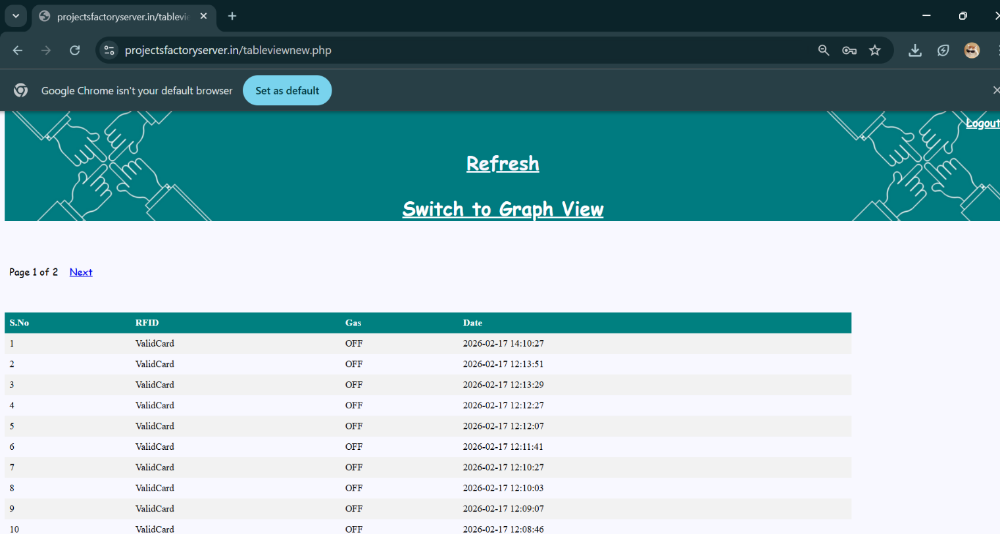 projectsfactoryserver.in/tablevie
projectsfactoryserver.in/tableviewnew.php
Google Chrome isn't your default browser Set as default
Logout
Refresh
Switch to Graph View
Page 1 of 2 Next
S.No RFID Gas Date
1 ValidCard OFF 2026-02-17 14:10:27
2 ValidCard OFF 2026-02-17 12:13:51
3 ValidCard OFF 2026-02-17 12:13:29
4 ValidCard OFF 2026-02-17 12:12:27
5 ValidCard OFF 2026-02-17 12:12:07
6 ValidCard OFF 2026-02-17 12:11:41
7 ValidCard OFF 2026-02-17 12:10:27
8 ValidCard OFF 2026-02-17 12:10:03
9 ValidCard OFF 2026-02-17 12:09:07
10 ValidCard OFF 2026-02-17 12:08:46